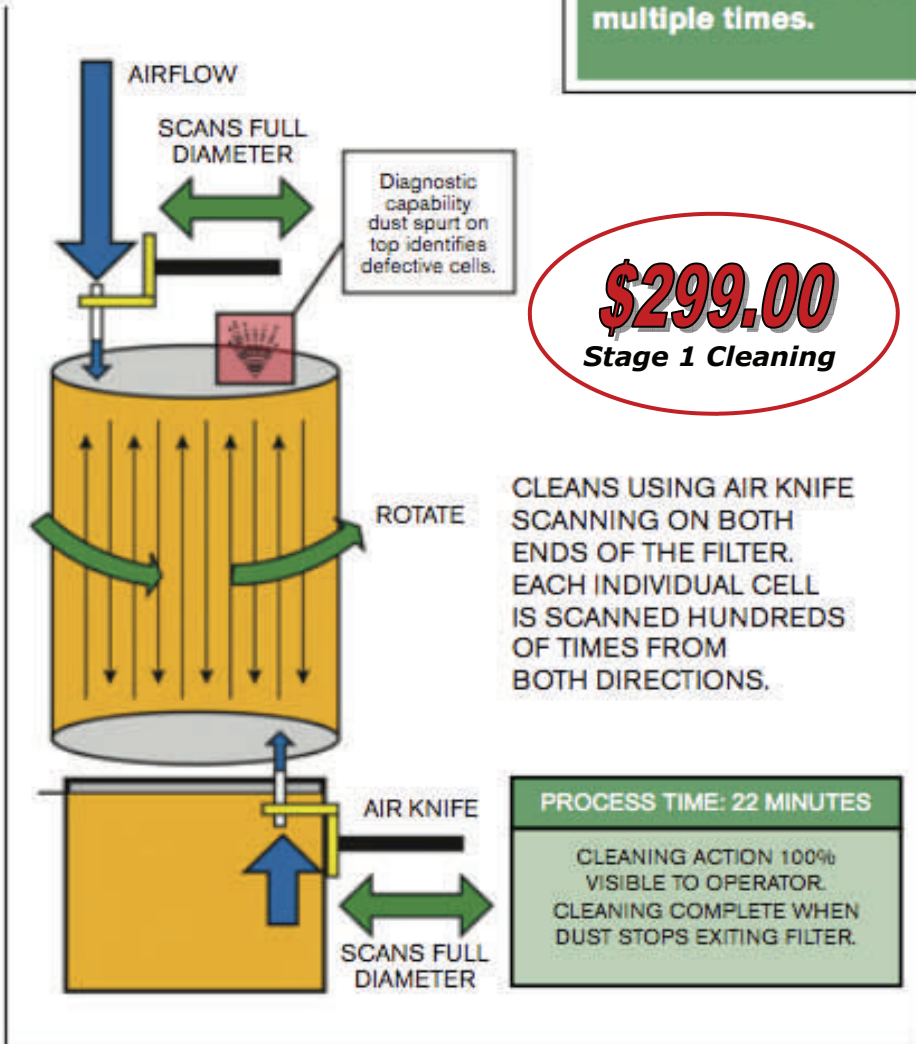 multiple times.
AIRFLOW
SCANS FULL
DIAMETER
Diagnostic
capability
dust spurt on
top identifies
defective cells.
$299.00
Stage 1 Cleaning
ROTATE
CLEANS USING AIR KNIFE
SCANNING ON BOTH
ENDS OF THE FILTER.
EACH INDIVIDUAL CELL
IS SCANNED HUNDREDS
OF TIMES FROM
BOTH DIRECTIONS.
AIR KNIFE
SCANS FULL
DIAMETER
PROCESS TIME: 22 MINUTES
CLEANING ACTION 100%
VISIBLE TO OPERATOR.
CLEANING COMPLETE WHEN
DUST STOPS EXITING FILTER.